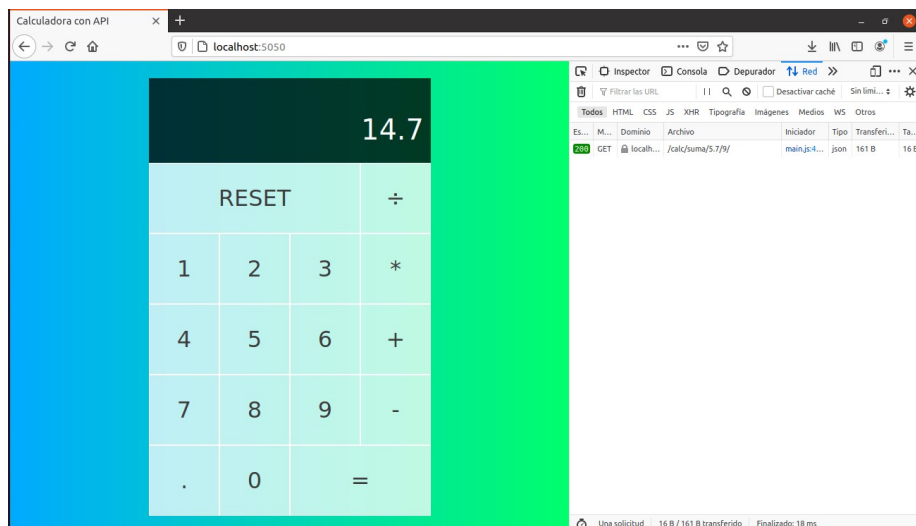 Calculadora con API × +
localhost:5050
Inspector Consola Depurador Red
Filtrar las URL Desactivar caché Sin limi...
Todos HTML CSS JS XHR Tipografía Imágenes Medios WS Otros
Es... M... Dominio Archivo Iniciador Tipo Transferi... Ta...
200 GET localh... /calc/suma/5.7/9/ main.js:4... json 161 B 16 B
14.7
RESET ÷
1 2 3 *
4 5 6 +
7 8 9 -
. 0 =
Una solicitud 16 B / 161 B transferido Finalizado: 18 ms